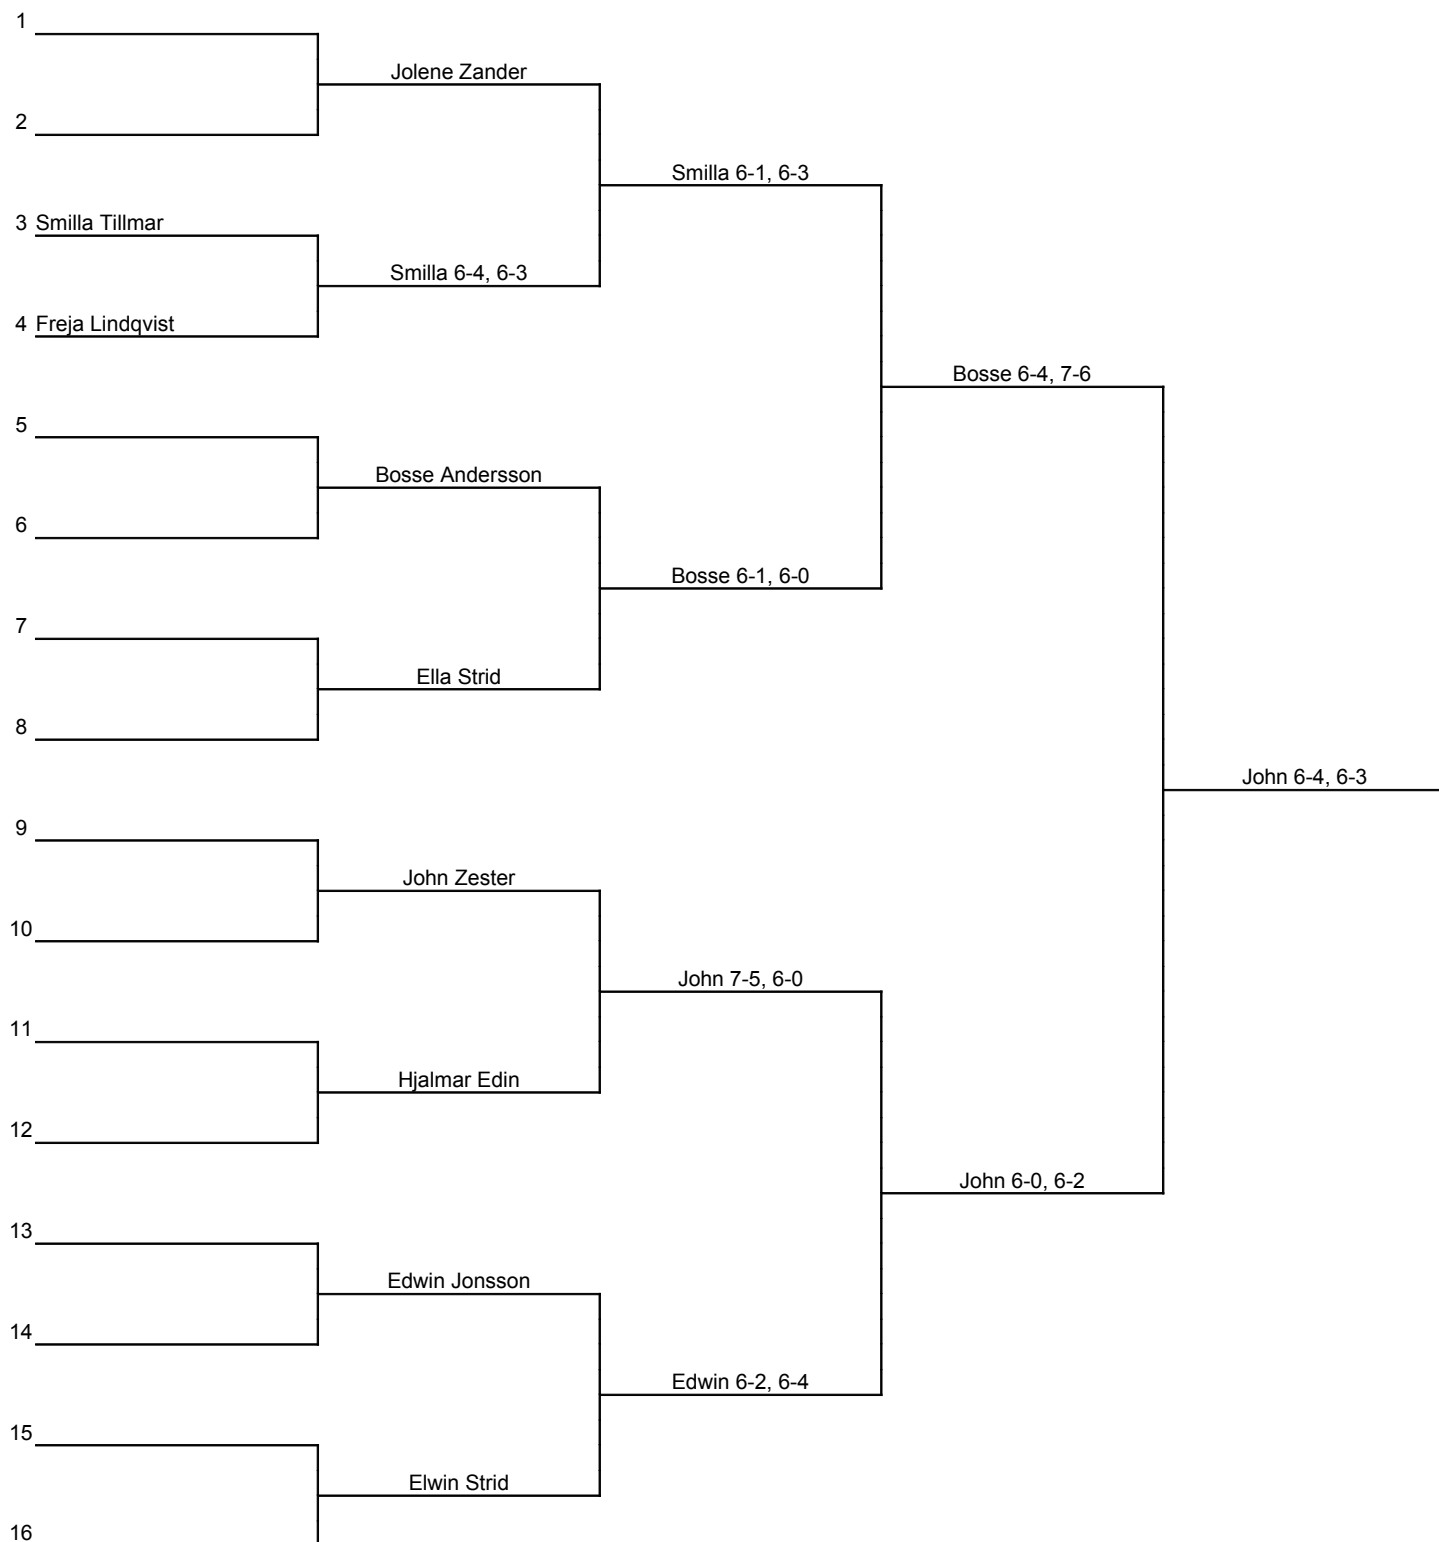 1
Jolene Zander
2
Smilla 6-1, 6-3
3 Smilla Tillmar
Smilla 6-4, 6-3
4 Freja Lindqvist
Bosse 6-4, 7-6
5
Bosse Andersson
6
Bosse 6-1, 6-0
7
Ella Strid
8
John 6-4, 6-3
9
John Zester
10
John 7-5, 6-0
11
Hjalmar Edin
12
John 6-0, 6-2
13
Edwin Jonsson
14
Edwin 6-2, 6-4
15
Elwin Strid
16